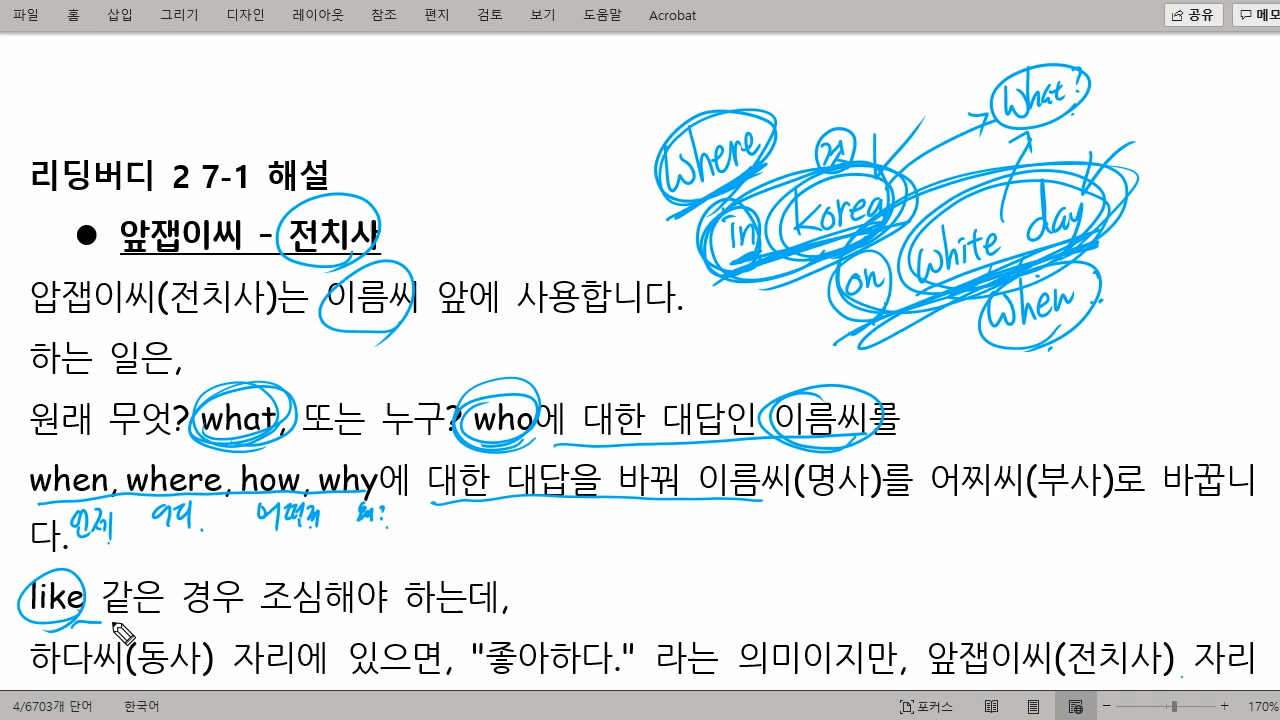 파일 홈 삽입 그리기 디자인 레이아웃 참조 편지 검토 보기 도움말 Acrobat 공유 메모
what?
where 것
in Korea white day
on
when
리딩버디 2 7-1 해설
● 앞잽이씨 - 전치사
압잽이씨(전치사)는 이름씨 앞에 사용합니다.
하는 일은,
원래 무엇? what, 또는 누구? who에 대한 대답인 이름씨를
when, where, how, why에 대한 대답을 바꿔 이름씨(명사)를 어찌씨(부사)로 바꿉니
언제 어디 왜?
다.
like 같은 경우 조심해야 하는데,
하다씨(동사) 자리에 있으면, "좋아하다." 라는 의미이지만, 앞잽이씨(전치사) 자리
4/6703개 단어 한국어 포커스 170%